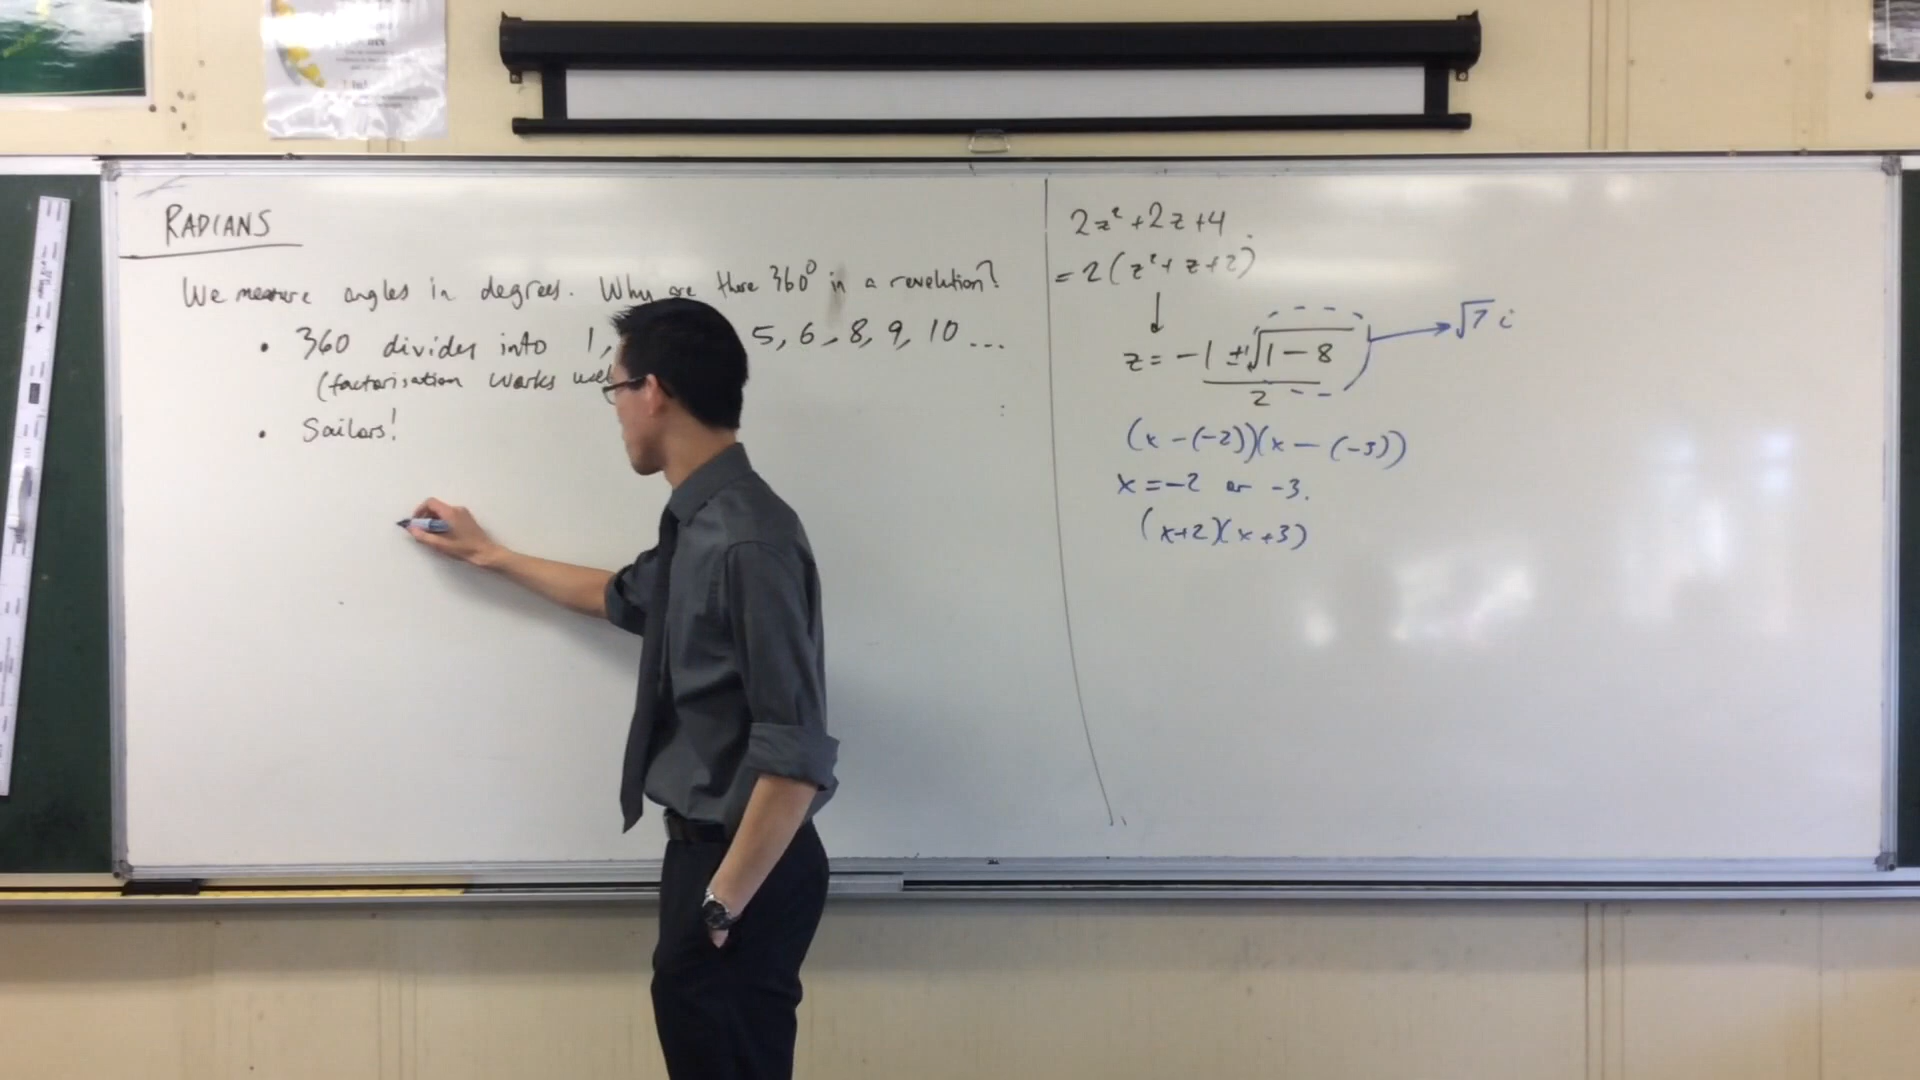 RADIANS
We measure angles in degrees. Why are there 360° in a revolution?
• 360 divides into 1, 5, 6, 8, 9, 10 ...
(factorisation works well
• Sailors!
2z² + 2z + 4
= 2(z² + z + 2)
↓
z = -1 ± √1 - 8
2
√7 i
(x - (-2))(x - (-3))
x = -2 or -3.
(x+2)(x+3)